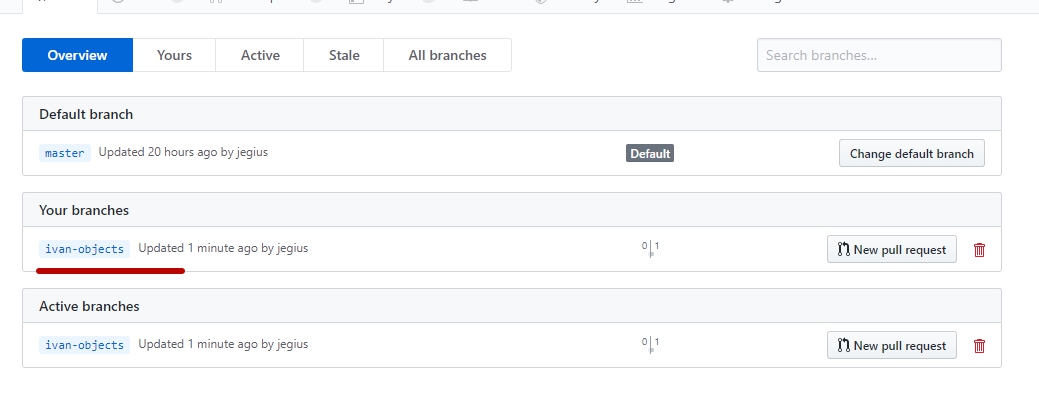 Overview Yours Active Stale All branches Search branches...
Default branch
master Updated 20 hours ago by jegius Default Change default branch
Your branches
ivan-objects Updated 1 minute ago by jegius 0 1 New pull request
Active branches
ivan-objects Updated 1 minute ago by jegius 0 1 New pull request